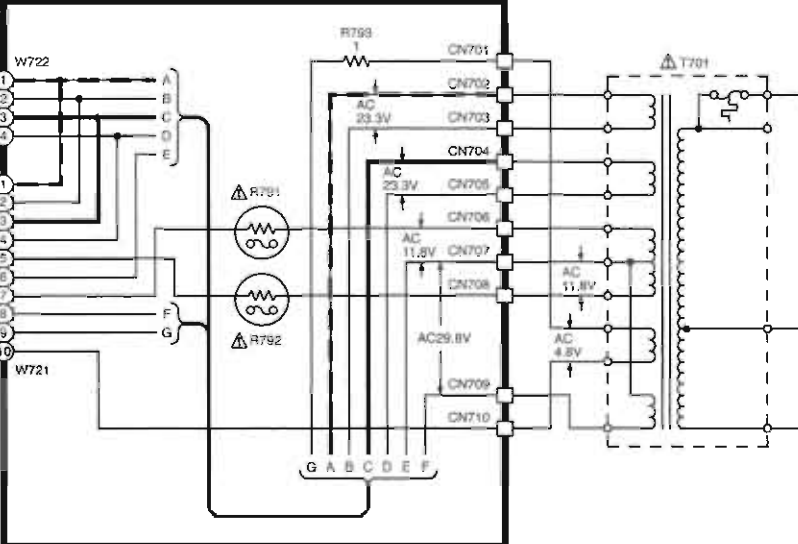 R793
1
W722
1
2
3
4
A
B
C
D
E
1
2
3
4
5
6
7
8
9
10
F
G
W721
R791
R792
CN701
CN702
AC
23.3V
CN703
CN704
AC
23.3V
CN705
CN706
AC
11.8V
CN707
CN708
AC29.8V
CN709
CN710
G A B C D E F
T701
AC
11.8V
AC
4.8V